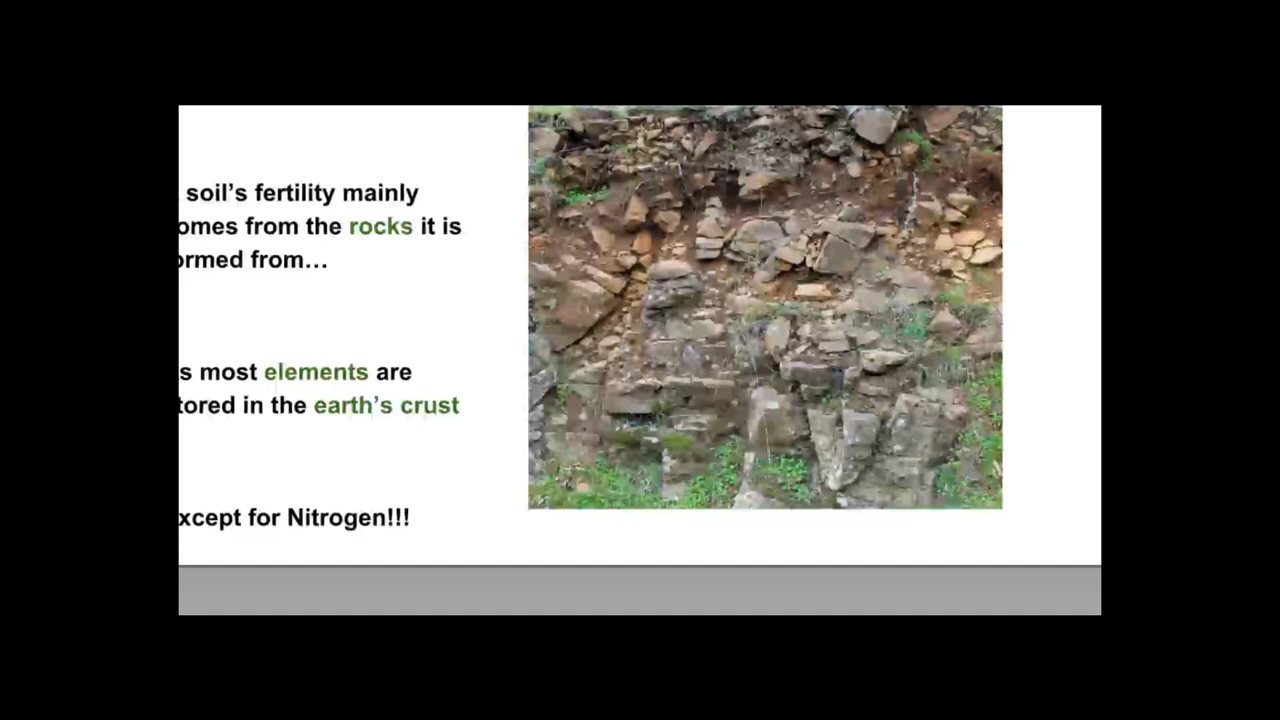 soil’s fertility mainly
omes from the rocks it is
ormed from…
s most elements are
tored in the earth’s crust
xcept for Nitrogen!!!